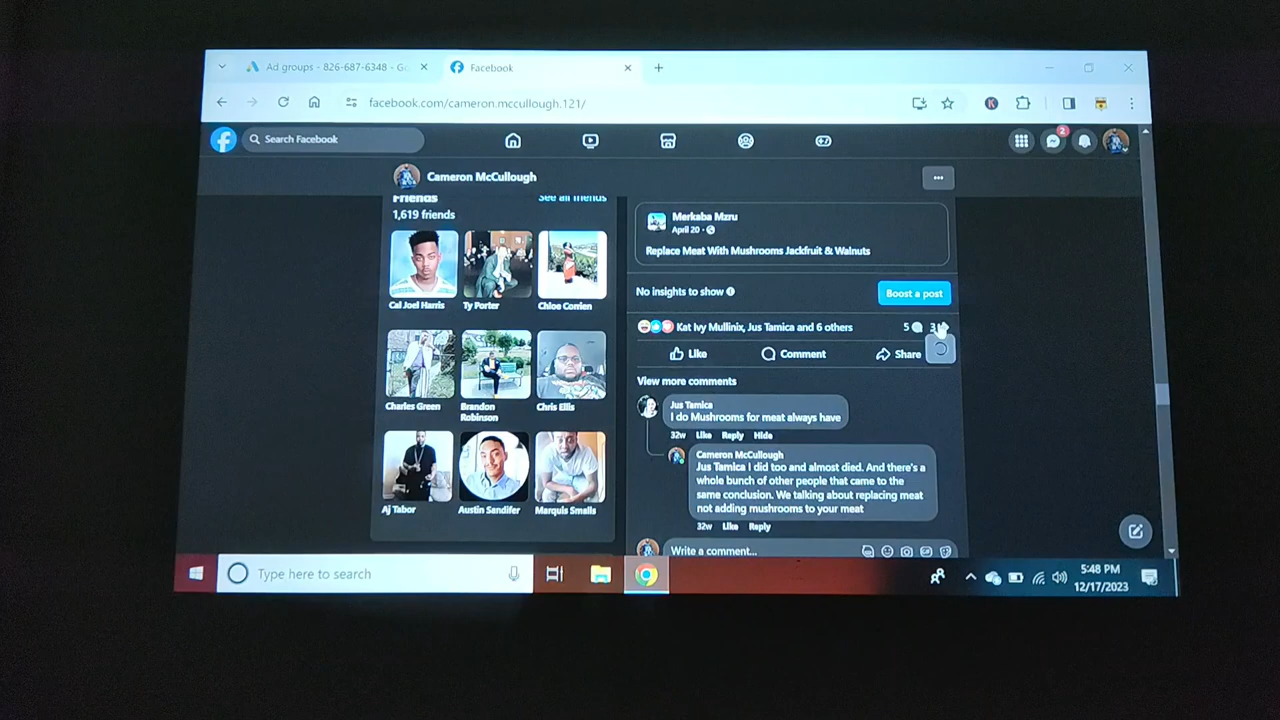 Ad groups - 826-687-6348 - Go
Facebook
facebook.com/cameron.mccullough.121/
Search Facebook
2
Cameron McCullough
Friends
See all friends
1,619 friends
Cal Joel Harris
Ty Porter
Chloe Corrien
Charles Green
Brandon
Robinson
Chris Ellis
Aj Tabor
Austin Sandifer
Marquis Smalls
Merkaba Mzru
April 20
Replace Meat With Mushrooms Jackfruit & Walnuts
No insights to show
Boost a post
Kat Ivy Mullinix, Jus Tamica and 6 others
5
3
Like
Comment
Share
View more comments
Jus Tamica
I do Mushrooms for meat always have
32w Like Reply Hide
Cameron McCullough
Jus Tamica I did too and almost died. And there's a
whole bunch of other people that came to the
same conclusion. We talking about replacing meat
not adding mushrooms to your meat
32w Like Reply
Write a comment...
GIF
Type here to search
5:48 PM
12/17/2023